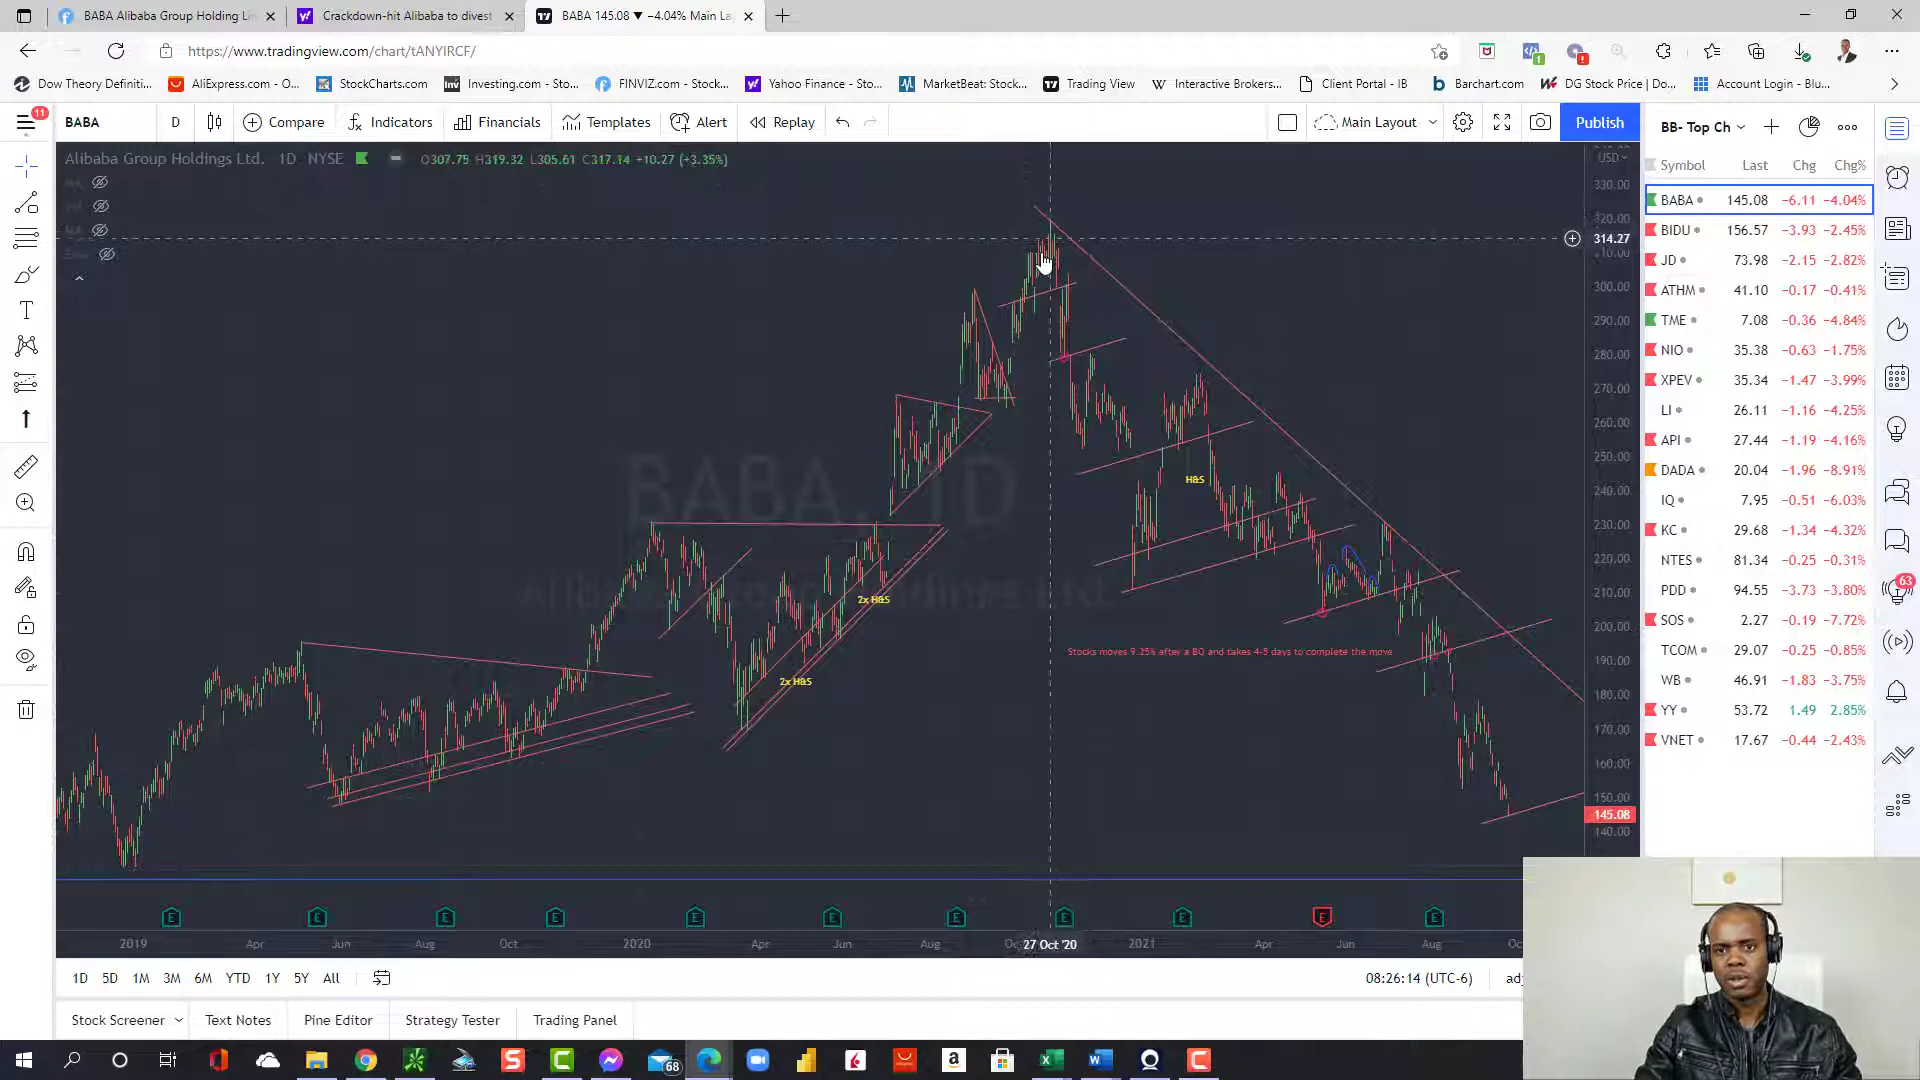 BABA Alibaba Group Holding Li
Crackdown-hit Alibaba to divest
BABA 145.08 ▼ −4.04% Main La
https://www.tradingview.com/chart/tANYIRCF/
Dow Theory Definiti...
AliExpress.com - O...
StockCharts.com
Investing.com - Sto...
FINVIZ.com - Stock...
Yahoo Finance - Sto...
MarketBeat: Stock...
Trading View
Interactive Brokers...
Client Portal - IB
Barchart.com
DG Stock Price | Do...
Account Login - Blu...
11
BABA
D
Compare
Indicators
Financials
Templates
Alert
Replay
Main Layout
Publish
BB- Top Ch
Alibaba Group Holdings Ltd. 1D NYSE O307.75 H319.32 L305.61 C317.14 +10.27 (+3.35%)
USD
330.00
320.00
314.27
310.00
300.00
290.00
280.00
270.00
260.00
250.00
240.00
230.00
220.00
210.00
200.00
190.00
180.00
170.00
160.00
150.00
145.08
140.00
BABA, 1D
H&S
2x H&S
2x H&S
Stocks moves 9.25% after a BO and takes 4-5 days to complete the move
Symbol Last Chg Chg%
BABA 145.08 −6.11 −4.04%
BIDU 156.57 −3.93 −2.45%
JD 73.98 −2.15 −2.82%
ATHM 41.10 −0.17 −0.41%
TME 7.08 −0.36 −4.84%
NIO 35.38 −0.63 −1.75%
XPEV 35.34 −1.47 −3.99%
LI 26.11 −1.16 −4.25%
API 27.44 −1.19 −4.16%
DADA 20.04 −1.96 −8.91%
IQ 7.95 −0.51 −6.03%
KC 29.68 −1.34 −4.32%
NTES 81.34 −0.25 −0.31%
PDD 94.55 −3.73 −3.80%
SOS 2.27 −0.19 −7.72%
TCOM 29.07 −0.25 −0.85%
WB 46.91 −1.83 −3.75%
YY 53.72 1.49 2.85%
VNET 17.67 −0.44 −2.43%
63
E E E E E E E E E E E
2019 Apr Jun Aug Oct 2020 Apr Jun Aug 27 Oct '20 2021 Apr Jun Aug Oc
1D 5D 1M 3M 6M YTD 1Y 5Y All
08:26:14 (UTC-6)
adj
Stock Screener
Text Notes
Pine Editor
Strategy Tester
Trading Panel
68